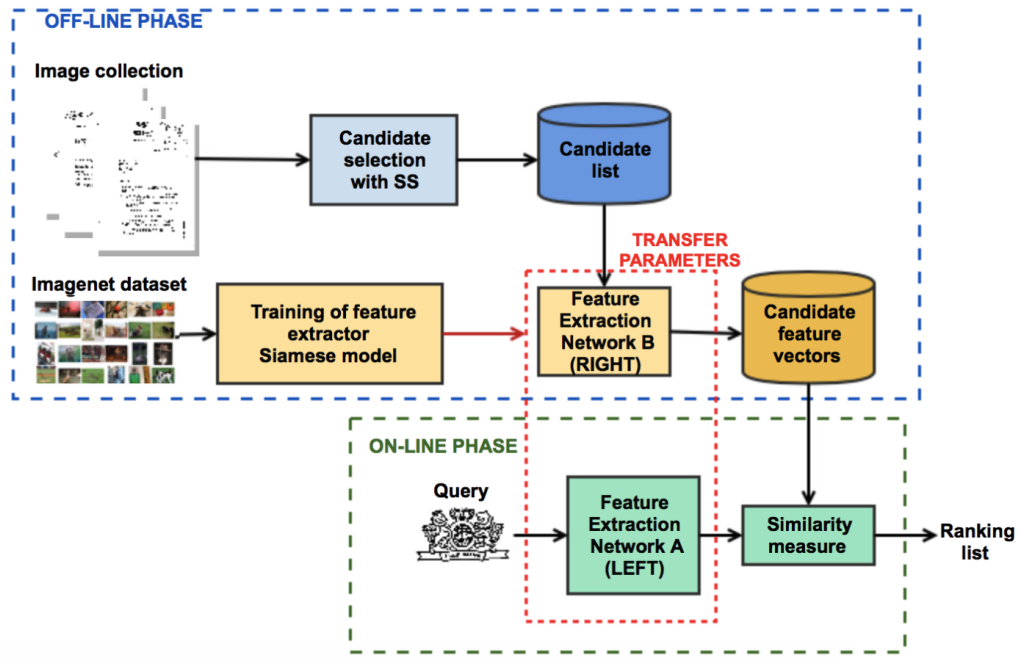 OFF-LINE PHASE
Image collection
Candidate
selection
with SS
Candidate
list
TRANSFER
PARAMETERS
Imagenet dataset
Training of feature
extractor
Siamese model
Feature
Extraction
Network B
(RIGHT)
Candidate
feature
vectors
ON-LINE PHASE
Query
Feature
Extraction
Network A
(LEFT)
Similarity
measure
Ranking
list